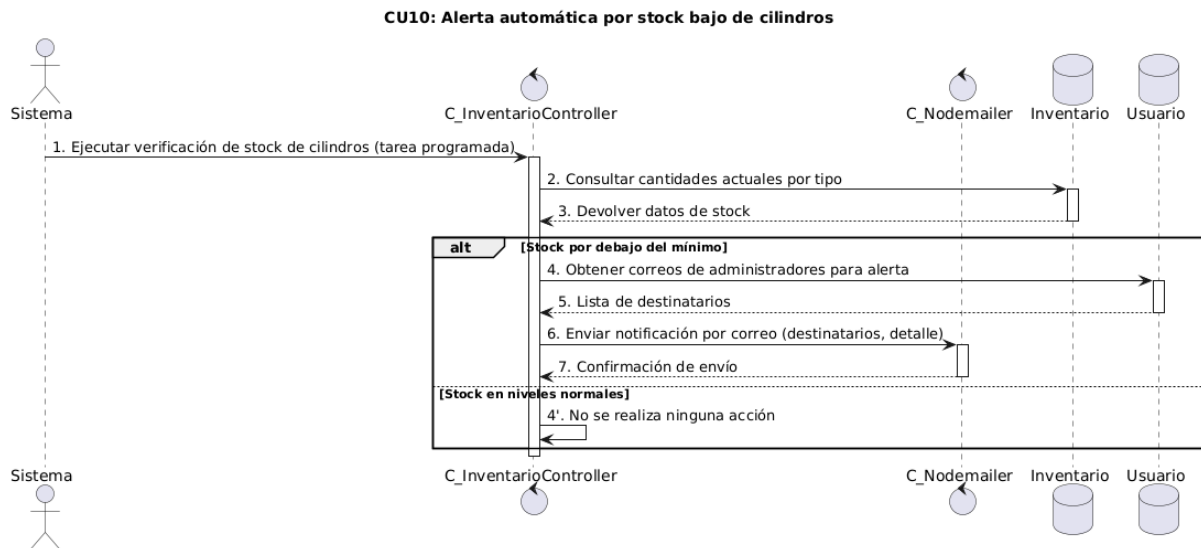 CU10: Alerta automática por stock bajo de cilindros
Sistema
C_InventarioController
C_Nodemailer
Inventario
Usuario
1. Ejecutar verificación de stock de cilindros (tarea programada)
2. Consultar cantidades actuales por tipo
3. Devolver datos de stock
alt
[Stock por debajo del mínimo]
4. Obtener correos de administradores para alerta
5. Lista de destinatarios
6. Enviar notificación por correo (destinatarios, detalle)
7. Confirmación de envío
[Stock en niveles normales]
4'. No se realiza ninguna acción
Sistema
C_InventarioController
C_Nodemailer
Inventario
Usuario